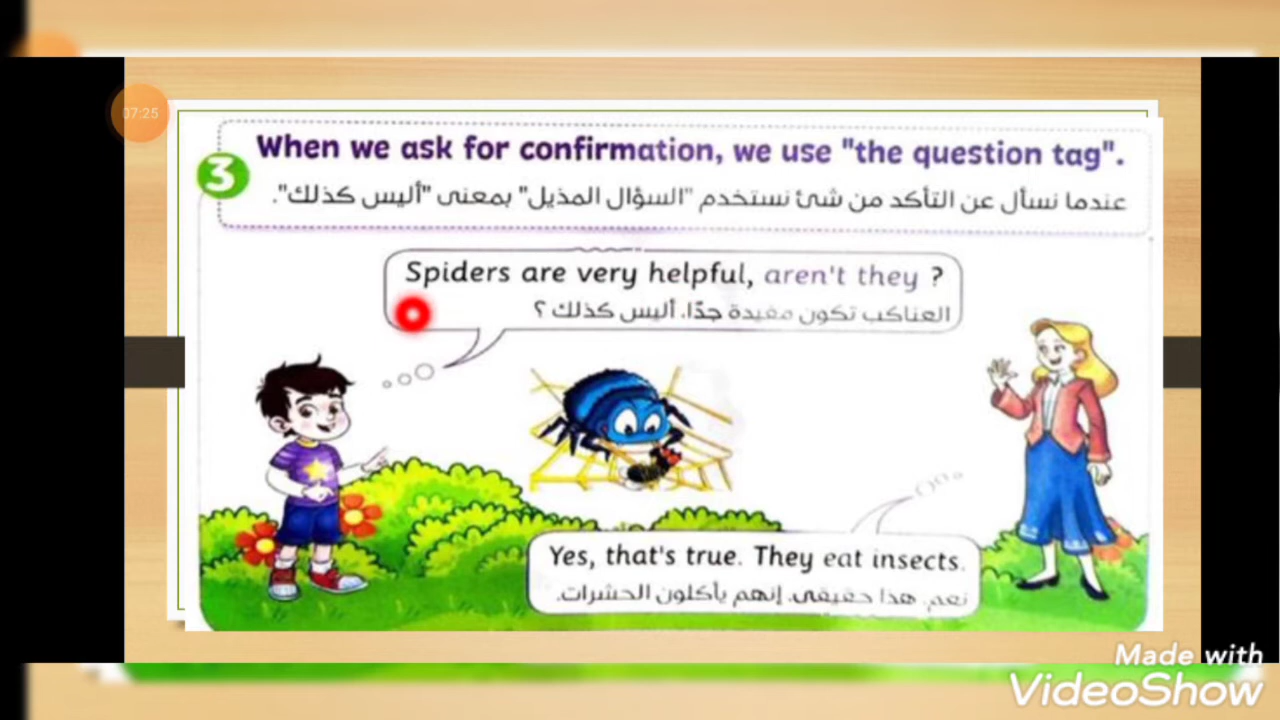 07:25
3
When we ask for confirmation, we use "the question tag".
عندما نسأل عن التأكد من شئ نستخدم "السؤال المذيل" بمعنى "أليس كذلك".
Spiders are very helpful, aren't they ?
العناكب تكون مفيدة جدًا. أليس كذلك ؟
Yes, that's true. They eat insects.
نعم. هذا حقيقى. إنهم يأكلون الحشرات.
Made with
VideoShow